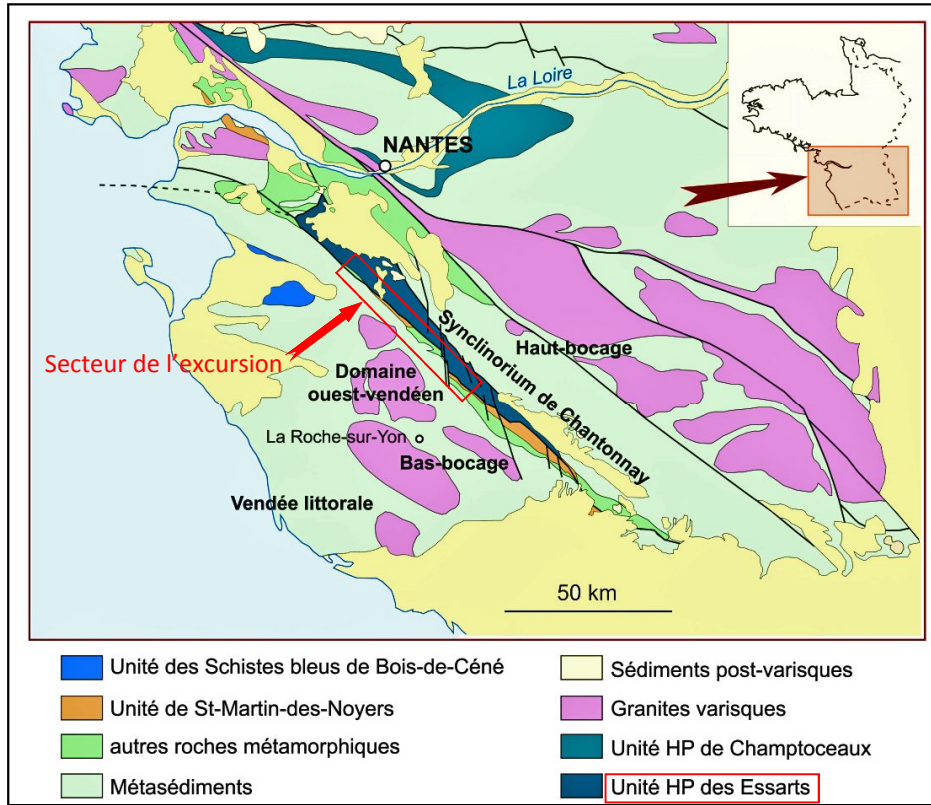 La Loire
NANTES
Secteur de l'excursion
Synclinorium de Chantonnay
Haut-bocage
Domaine
ouest-vendéen
La Roche-sur-Yon
Bas-bocage
Vendée littorale
50 km
Unité des Schistes bleus de Bois-de-Céné
Unité de St-Martin-des-Noyers
autres roches métamorphiques
Métasédiments
Sédiments post-varisques
Granites varisques
Unité HP de Champtoceaux
Unité HP des Essarts